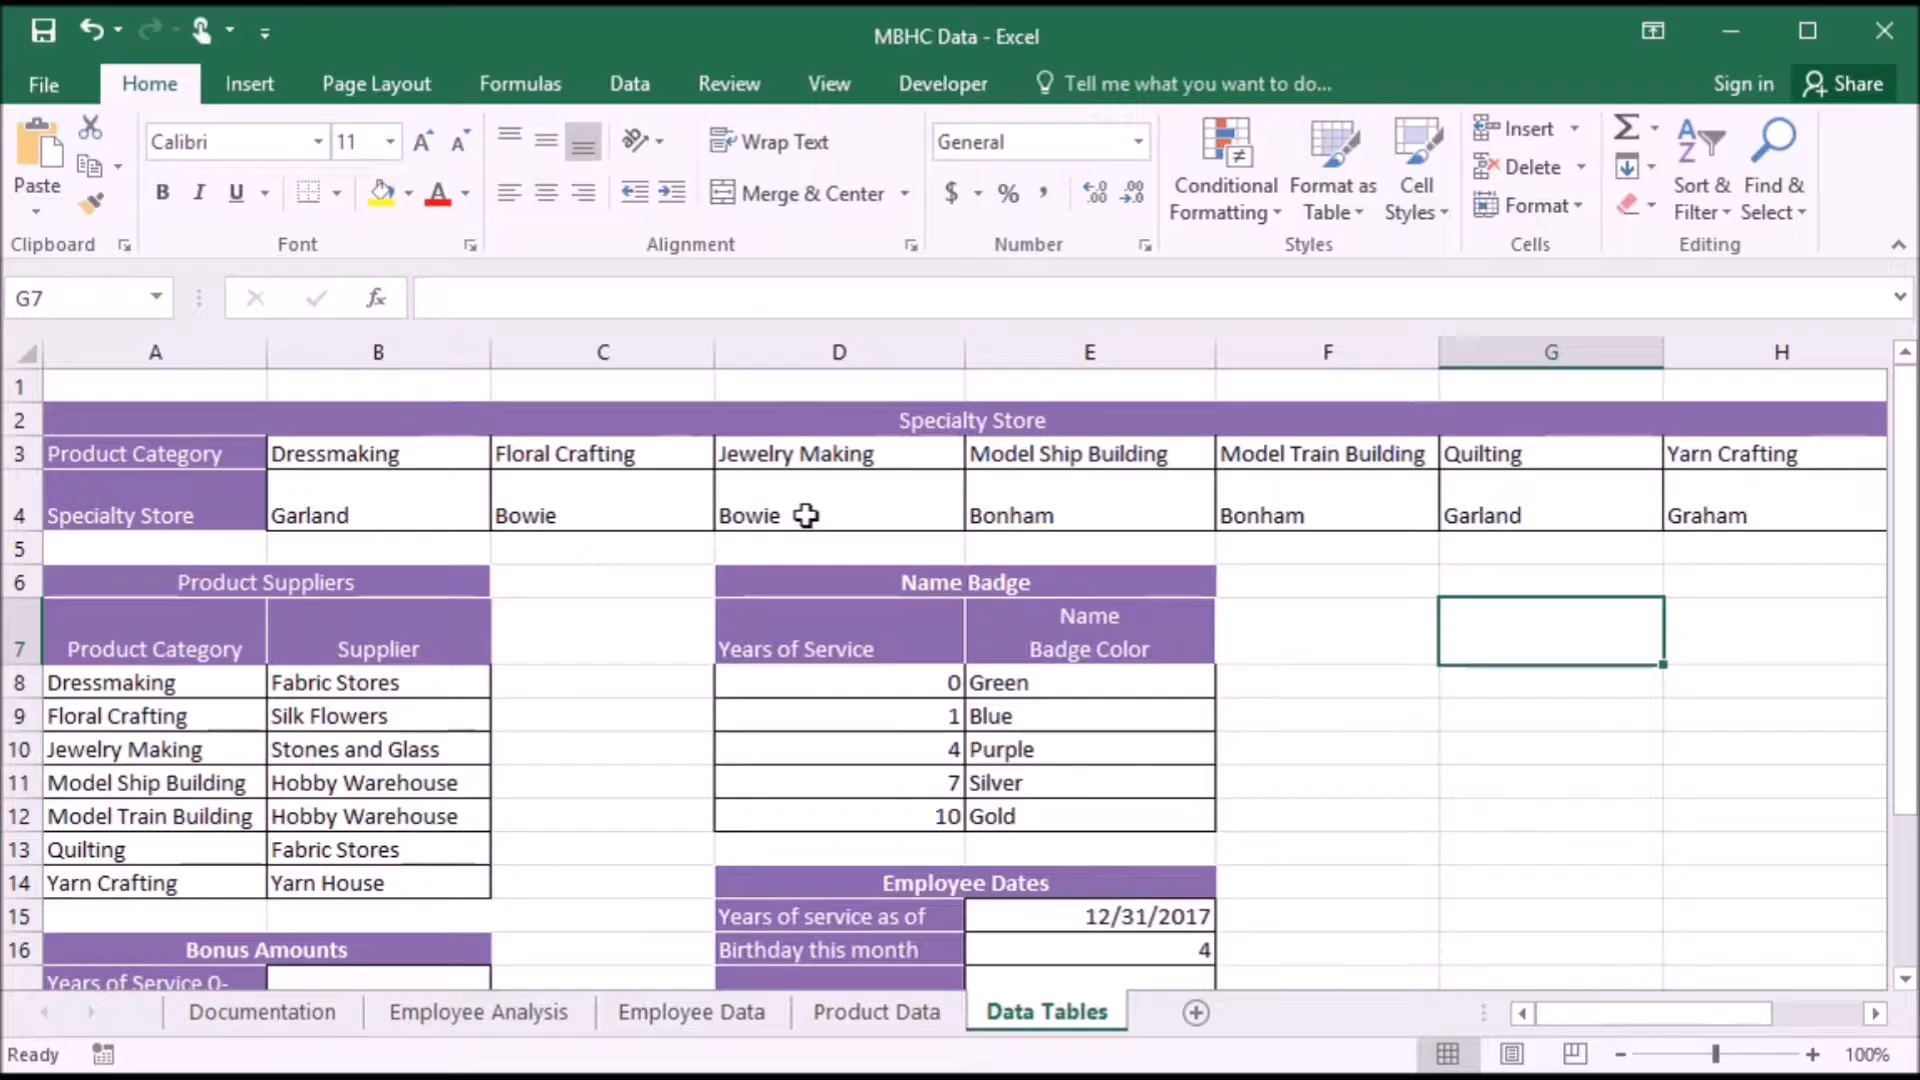 MBHC Data - Excel
File Home Insert Page Layout Formulas Data Review View Developer Tell me what you want to do... Sign in Share
Calibri 11 Wrap Text General Insert
Paste Conditional Formatting Format as Table Cell Styles Delete Sort & Filter Find & Select
B I U A Merge & Center $ % , Format
Clipboard Font Alignment Number Styles Cells Editing
G7 fx
A B C D E F G H
1
2 Specialty Store
3 Product Category Dressmaking Floral Crafting Jewelry Making Model Ship Building Model Train Building Quilting Yarn Crafting
4 Specialty Store Garland Bowie Bowie Bonham Bonham Garland Graham
5
6 Product Suppliers Name Badge
7 Product Category Supplier Years of Service Name Badge Color
8 Dressmaking Fabric Stores 0 Green
9 Floral Crafting Silk Flowers 1 Blue
10 Jewelry Making Stones and Glass 4 Purple
11 Model Ship Building Hobby Warehouse 7 Silver
12 Model Train Building Hobby Warehouse 10 Gold
13 Quilting Fabric Stores
14 Yarn Crafting Yarn House Employee Dates
15 Years of service as of 12/31/2017
16 Bonus Amounts Birthday this month 4
Years of Service 0-
Documentation Employee Analysis Employee Data Product Data Data Tables
Ready 100%